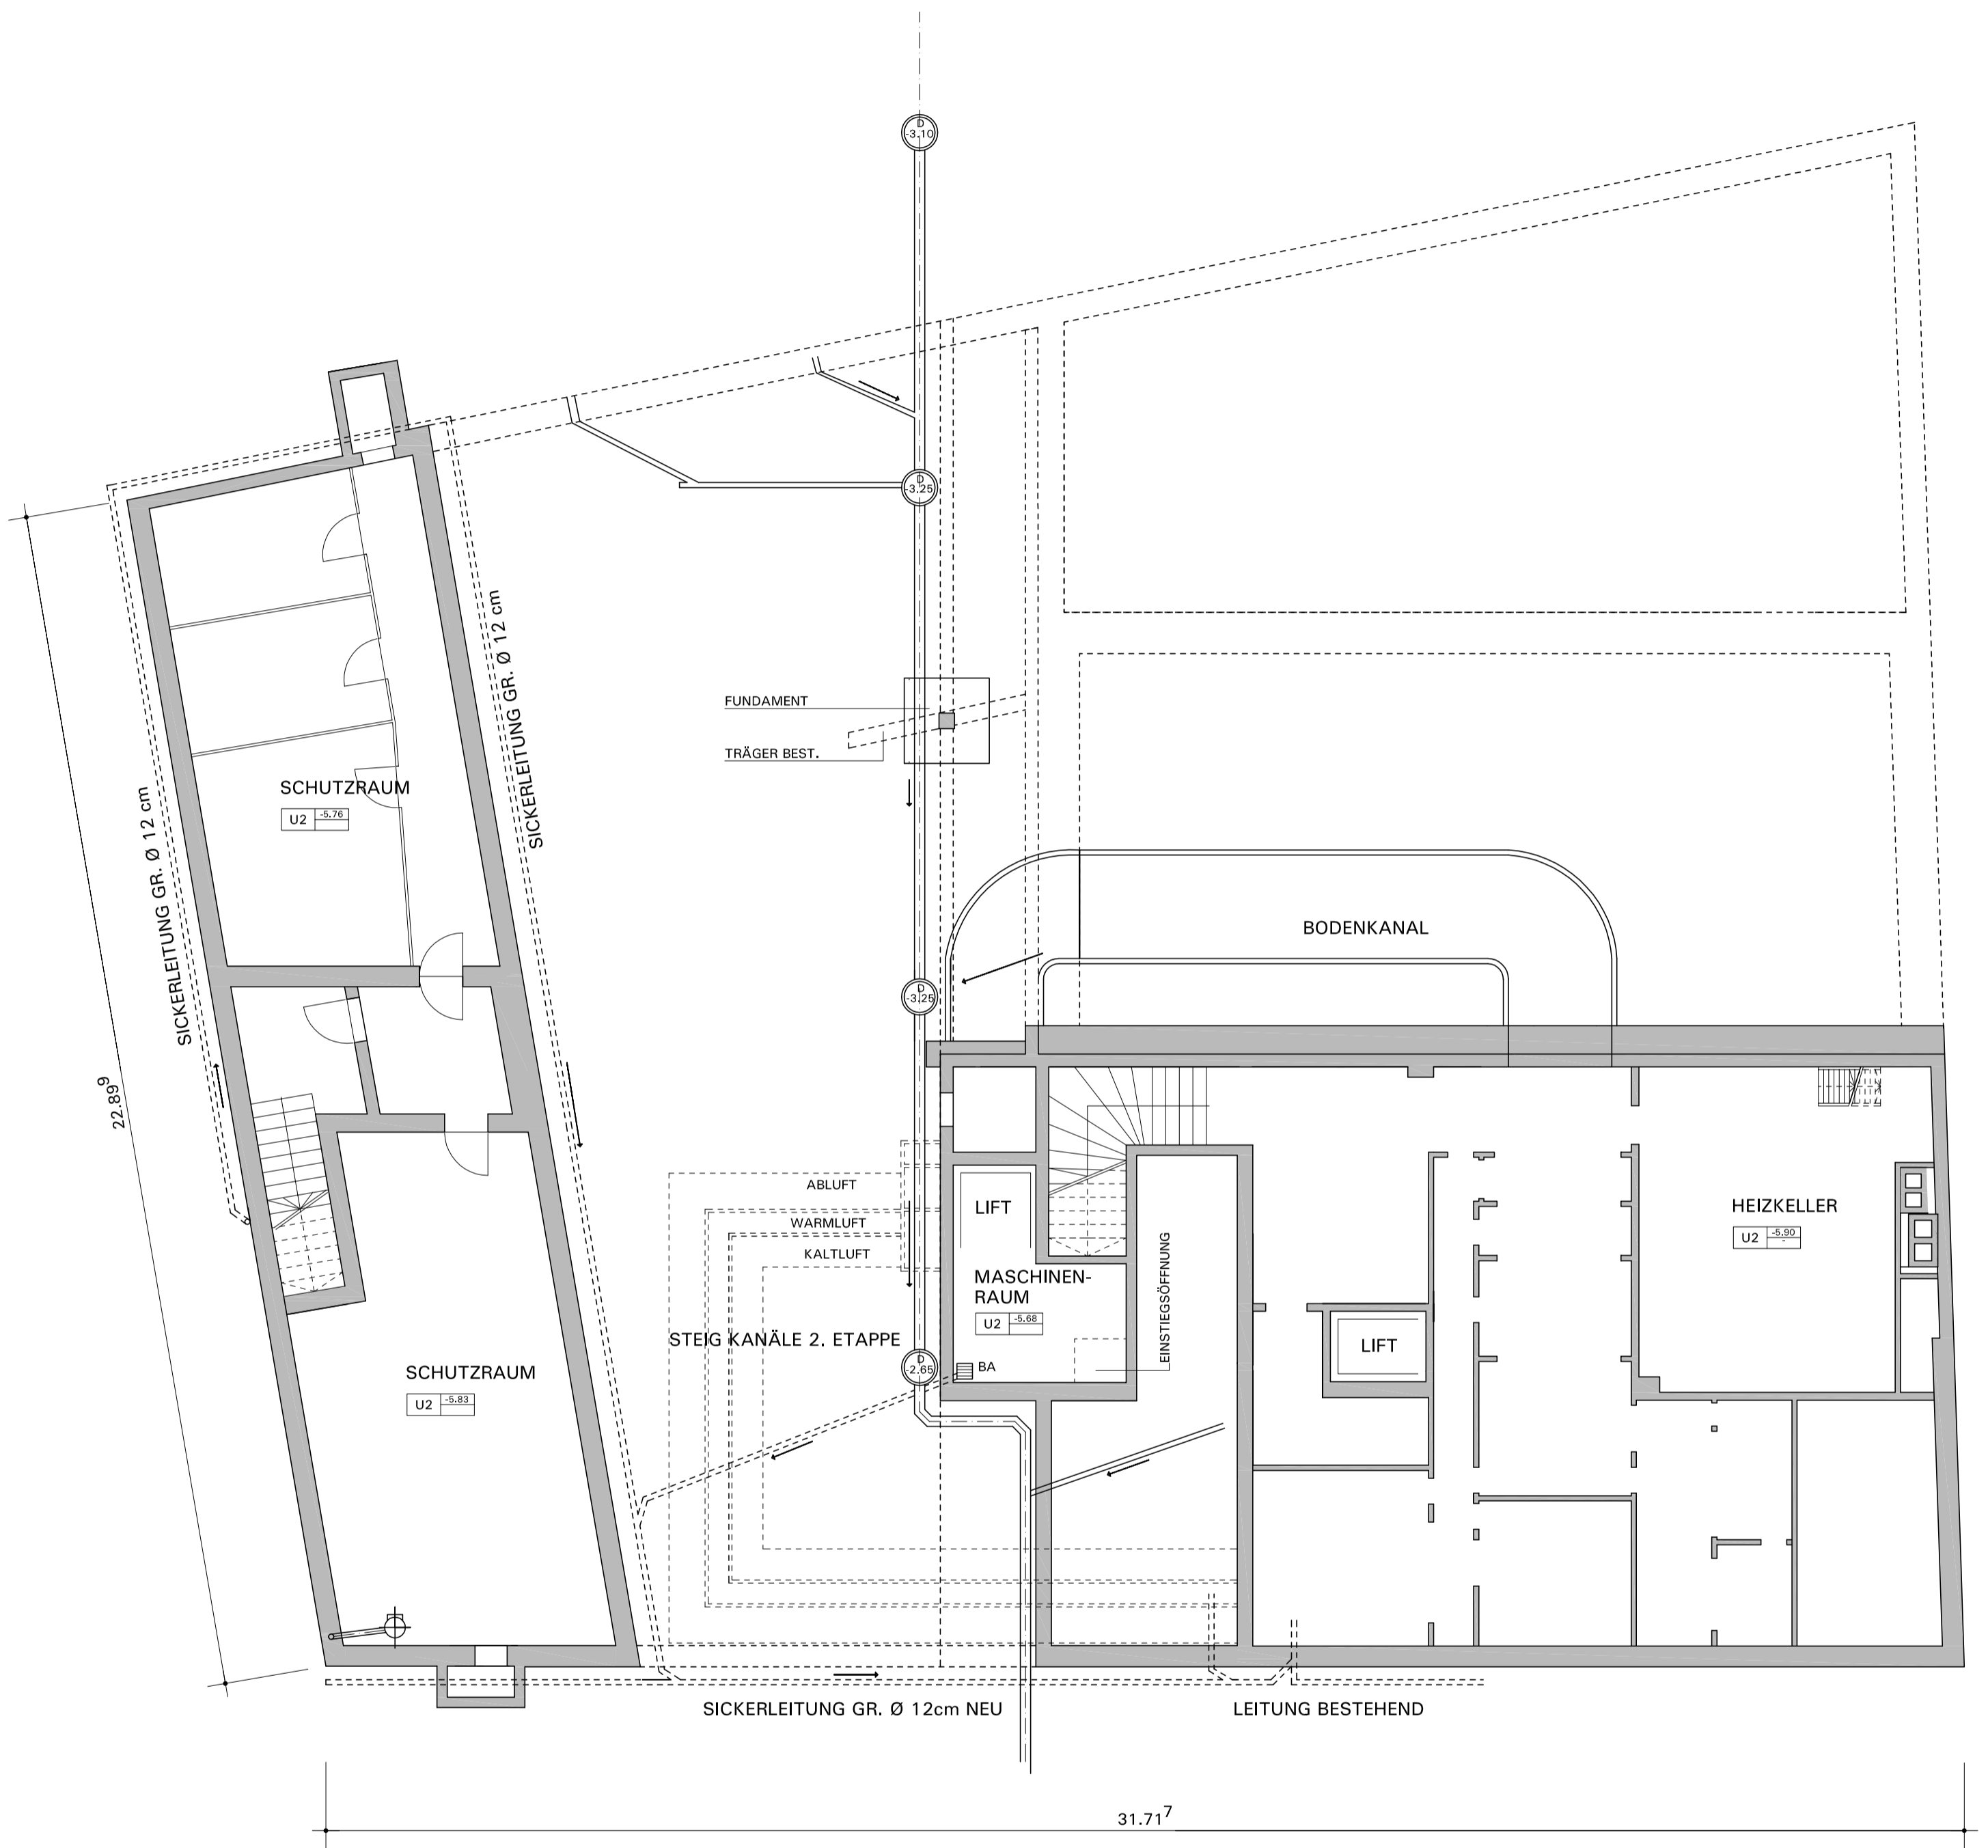 D
-3.10
D
-3.25
SICKERLEITUNG GR. Ø 12 cm
FUNDAMENT
TRÄGER BEST.
SCHUTZRAUM
U2 -5.76
SICKERLEITUNG GR. Ø 12 cm
BODENKANAL
D
-3.25
22.89⁹
ABLUFT
WARMLUFT
KALTLUFT
LIFT
HEIZKELLER
U2 -5.90
-
EINSTIEGSÖFFNUNG
MASCHINEN-
RAUM
U2 -5.68
STEIG KANÄLE 2. ETAPPE
LIFT
D
-2.65
BA
SCHUTZRAUM
U2 -5.83
SICKERLEITUNG GR. Ø 12cm NEU
LEITUNG BESTEHEND
31.71⁷